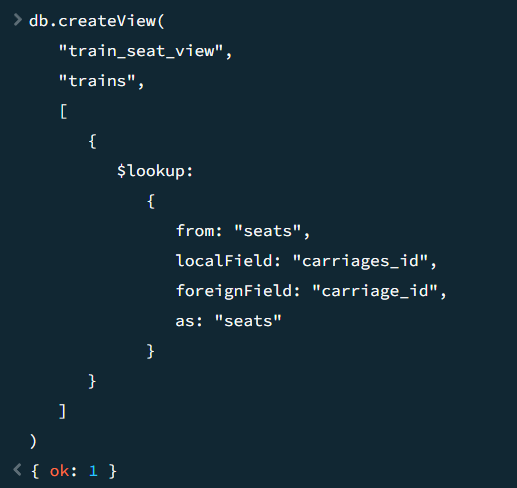 > db.createView(
"train_seat_view",
"trains",
[
{
$lookup:
{
from: "seats",
localField: "carriages_id",
foreignField: "carriage_id",
as: "seats"
}
}
]
)
< { ok: 1 }